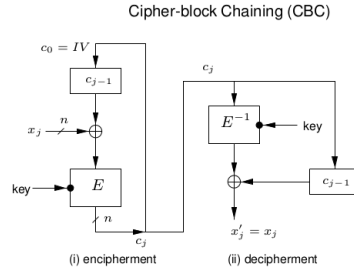 Cipher-block Chaining (CBC)
c₀ = IV
cⱼ₋₁
n
xⱼ
key
E
n
cⱼ
(i) encipherment
cⱼ
E⁻¹
key
cⱼ₋₁
x′ⱼ = xⱼ
(ii) decipherment